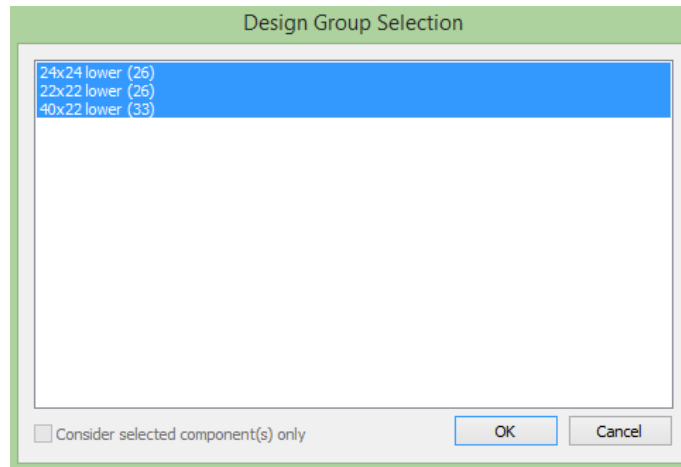 Design Group Selection
24x24 lower (26)
22x22 lower (26)
40x22 lower (33)
Consider selected component(s) only
OK
Cancel